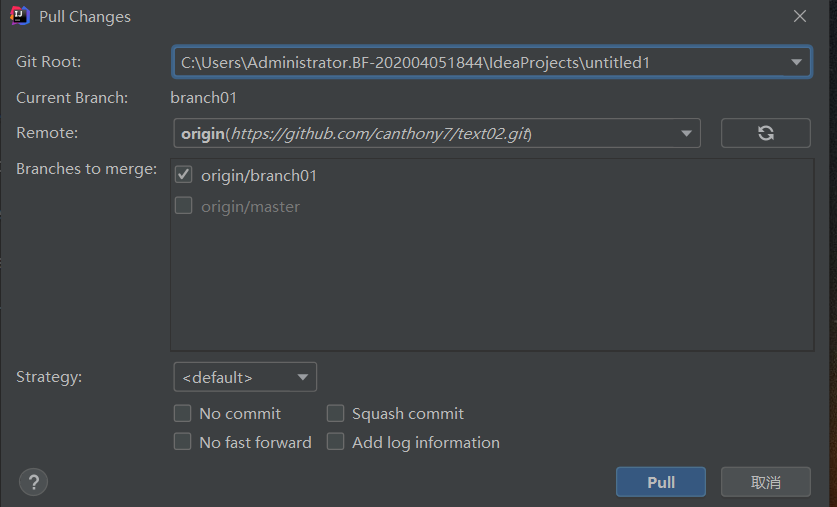 Pull Changes
Git Root: C:\Users\Administrator.BF-202004051844\IdeaProjects\untitled1
Current Branch: branch01
Remote: origin(https://github.com/canthony7/text02.git)
Branches to merge: origin/branch01
origin/master
Strategy: <default>
No commit Squash commit
No fast forward Add log information
? Pull 取消